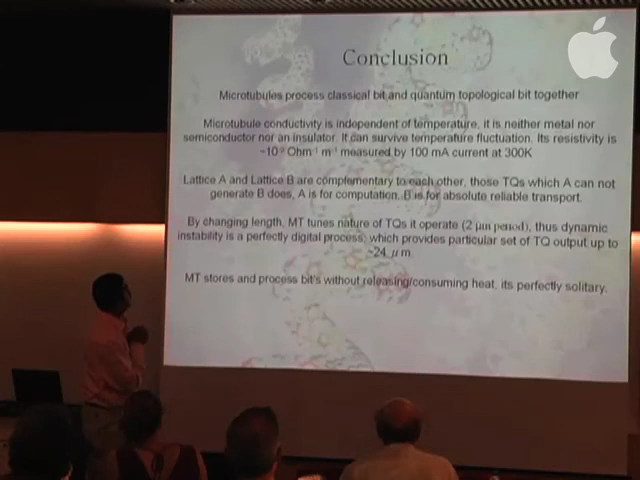 Conclusion
Microtubules process classical bit and quantum topological bit together
Microtubule conductivity is independent of temperature, it is neither metal nor
semiconductor nor an insulator. It can survive temperature fluctuation. Its resistivity is
Ohm⁻¹ m⁻¹ measured by 100 mA current at 300K
Lattice A and Lattice B are complementary to each other, those TQs which A can not
generate B does, A is for computation, B is for absolute reliable transport.
By changing length, MT tunes nature of TQs it operate (2 μm period), thus dynamic
instability is a perfectly digital process, which provides particular set of TQ output up to
~24 μm
MT stores and process bit's without releasing/consuming heat, its perfectly solitary.